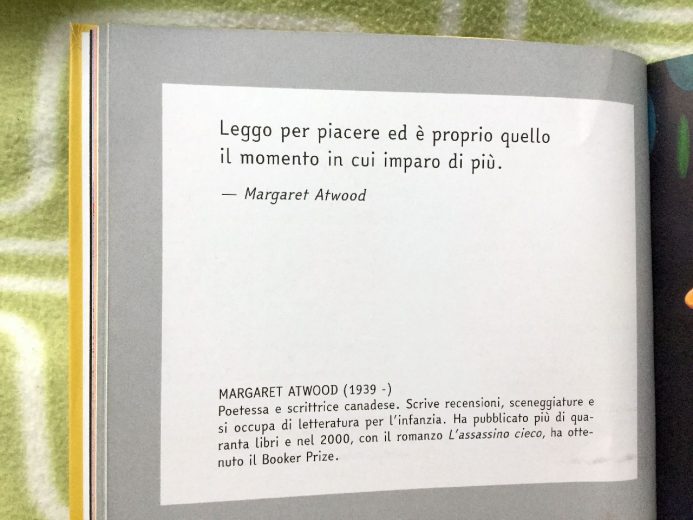 Leggo per piacere ed è proprio quello
il momento in cui imparo di più.
— Margaret Atwood
MARGARET ATWOOD (1939 -)
Poetessa e scrittrice canadese. Scrive recensioni, sceneggiature e
si occupa di letteratura per l'infanzia. Ha pubblicato più di qua-
ranta libri e nel 2000, con il romanzo L'assassino cieco, ha otte-
nuto il Booker Prize.